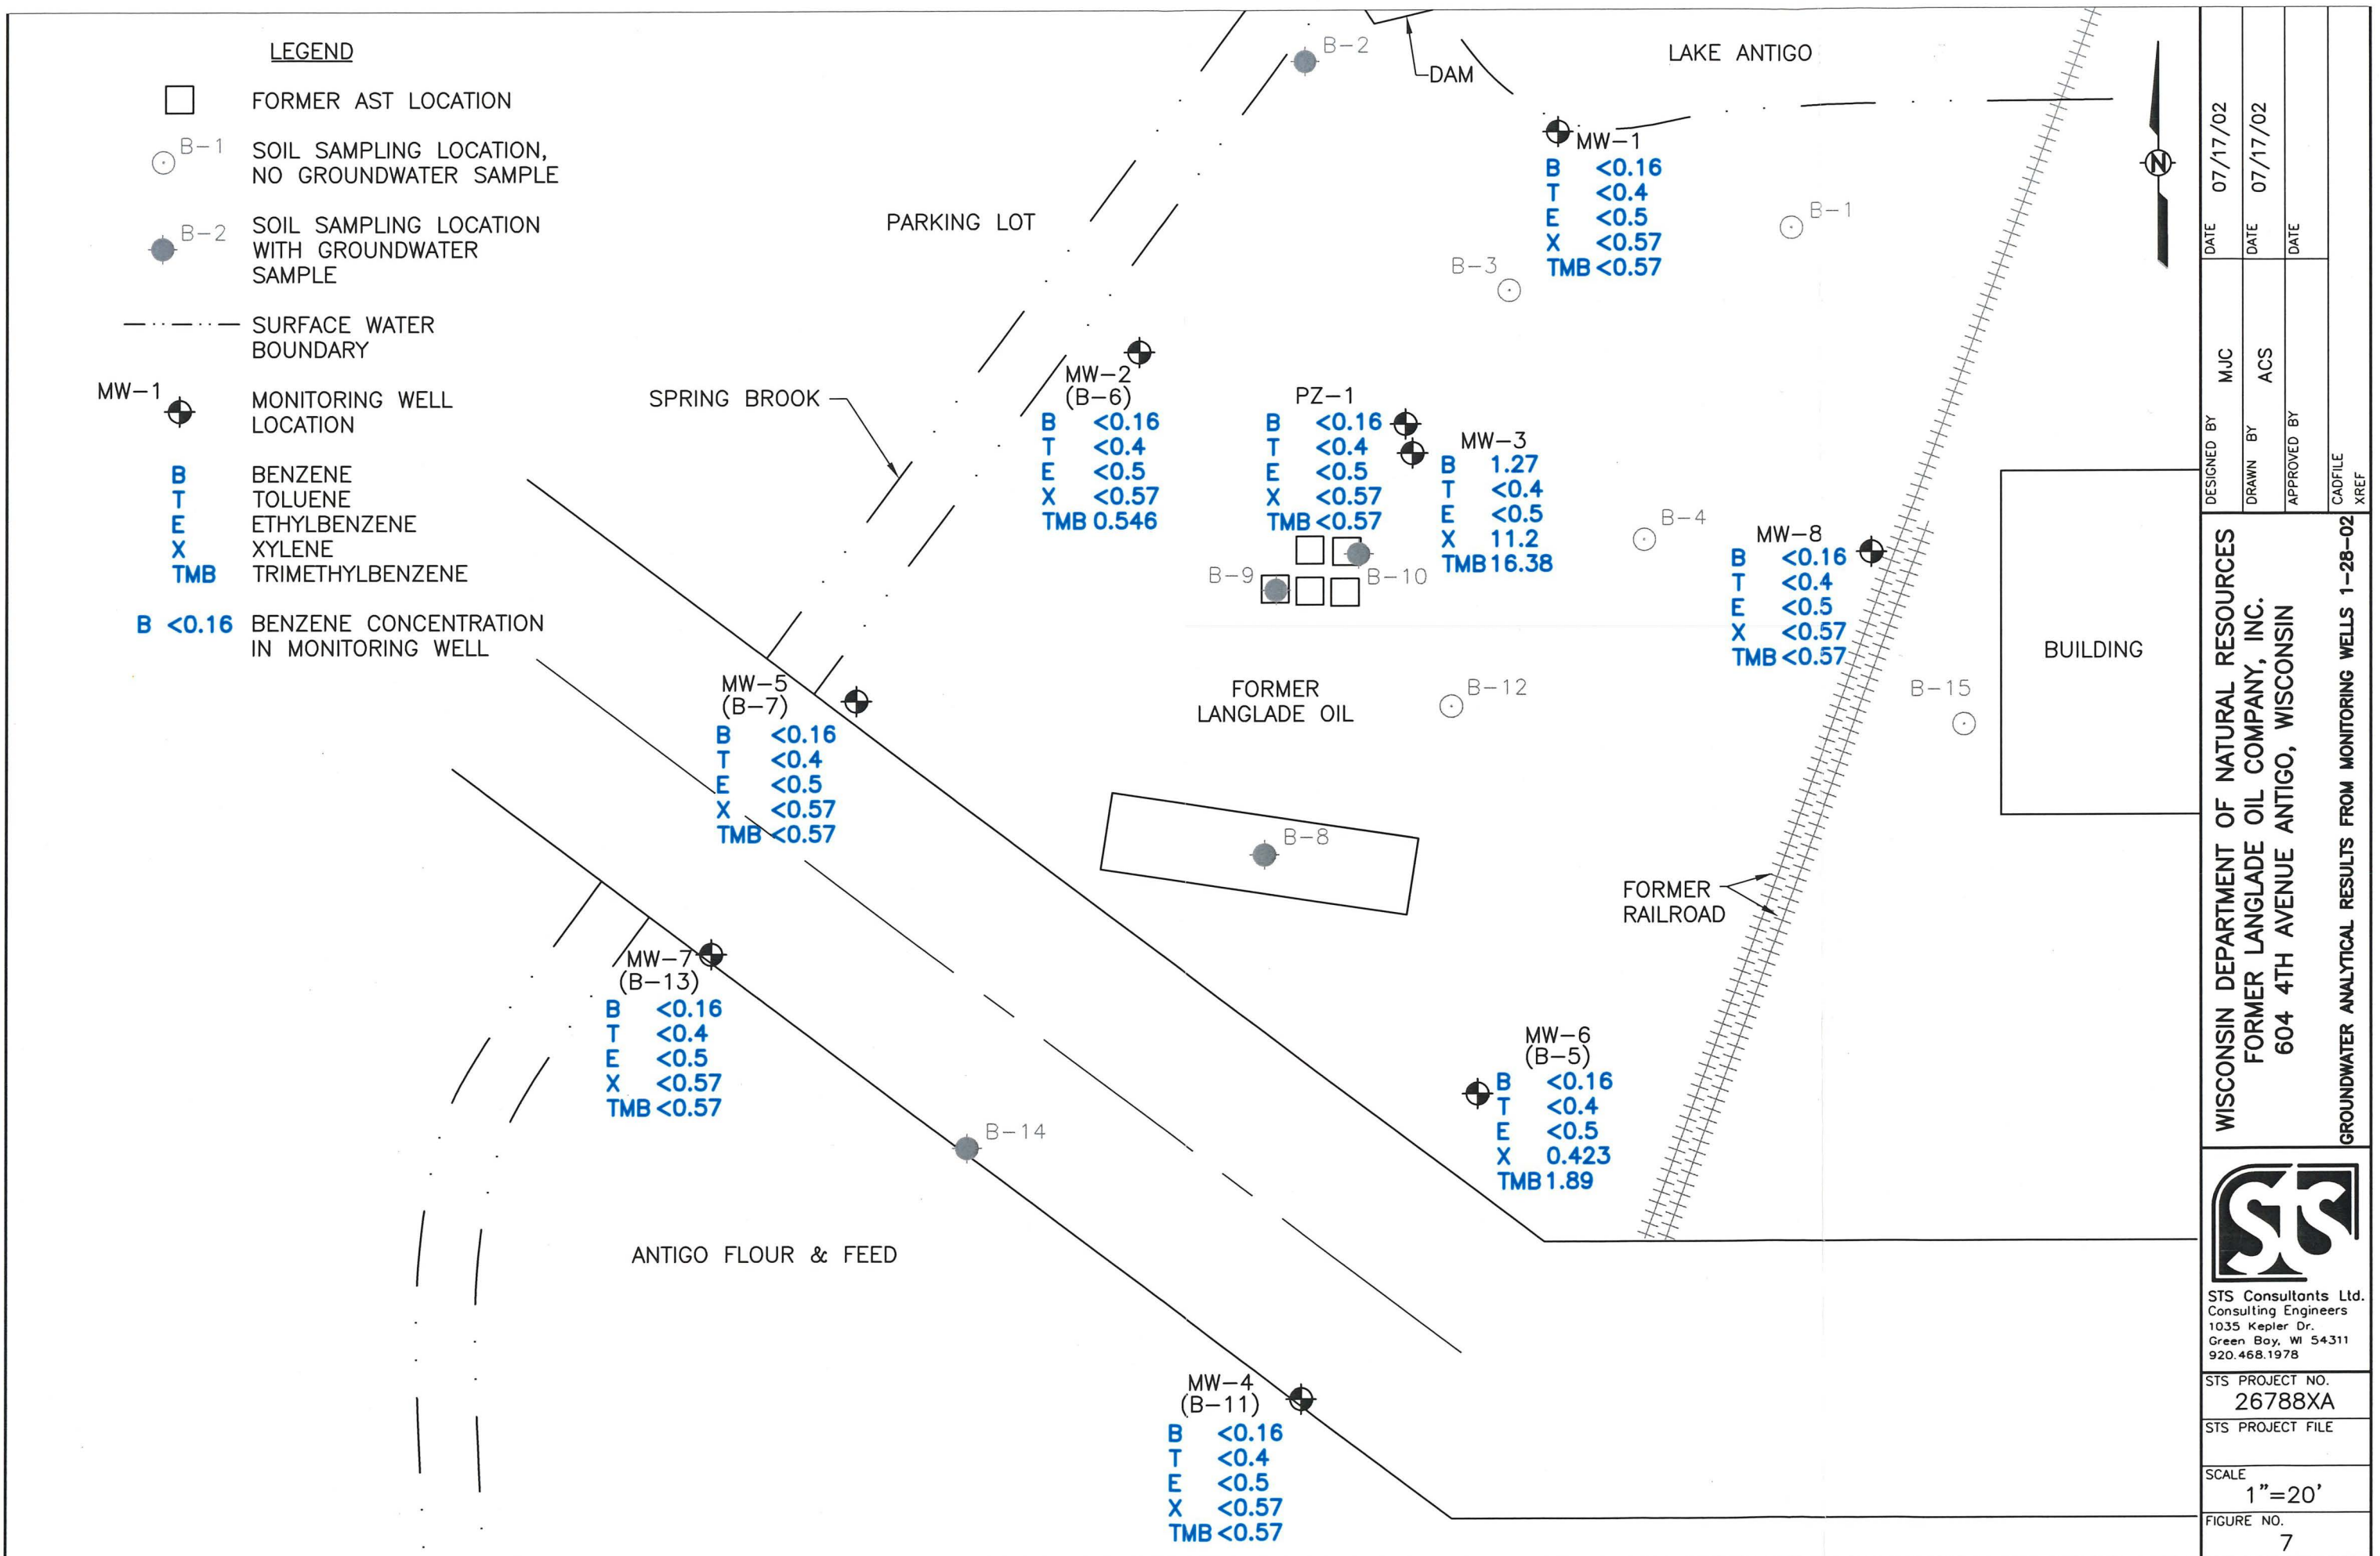 LEGEND
FORMER AST LOCATION
B-1
SOIL SAMPLING LOCATION,
NO GROUNDWATER SAMPLE
B-2
SOIL SAMPLING LOCATION
WITH GROUNDWATER
SAMPLE
SURFACE WATER
BOUNDARY
MW-1
MONITORING WELL
LOCATION
B BENZENE
T TOLUENE
E ETHYLBENZENE
X XYLENE
TMB TRIMETHYLBENZENE
B <0.16 BENZENE CONCENTRATION
IN MONITORING WELL
B-2
DAM
LAKE ANTIGO
N
MW-1
B <0.16
T <0.4
E <0.5
X <0.57
TMB <0.57
B-1
PARKING LOT
B-3
SPRING BROOK
MW-2
(B-6)
B <0.16
T <0.4
E <0.5
X <0.57
TMB 0.546
PZ-1
B <0.16
T <0.4
E <0.5
X <0.57
TMB <0.57
MW-3
B 1.27
T <0.4
E <0.5
X 11.2
TMB 16.38
B-4
MW-8
B <0.16
T <0.4
E <0.5
X <0.57
TMB <0.57
B-9
B-10
BUILDING
B-15
FORMER
LANGLADE OIL
B-12
MW-5
(B-7)
B <0.16
T <0.4
E <0.5
X <0.57
TMB <0.57
B-8
FORMER
RAILROAD
MW-7
(B-13)
B <0.16
T <0.4
E <0.5
X <0.57
TMB <0.57
MW-6
(B-5)
B <0.16
T <0.4
E <0.5
X 0.423
TMB 1.89
B-14
ANTIGO FLOUR & FEED
MW-4
(B-11)
B <0.16
T <0.4
E <0.5
X <0.57
TMB <0.57
DESIGNED BY MJC DATE 07/17/02
DRAWN BY ACS DATE 07/17/02
APPROVED BY DATE
CADFILE
XREF
WISCONSIN DEPARTMENT OF NATURAL RESOURCES
FORMER LANGLADE OIL COMPANY, INC.
604 4TH AVENUE ANTIGO, WISCONSIN
GROUNDWATER ANALYTICAL RESULTS FROM MONITORING WELLS 1-28-02
STS
STS Consultants Ltd.
Consulting Engineers
1035 Kepler Dr.
Green Bay, WI 54311
920.468.1978
STS PROJECT NO.
26788XA
STS PROJECT FILE
SCALE
1"=20'
FIGURE NO.
7